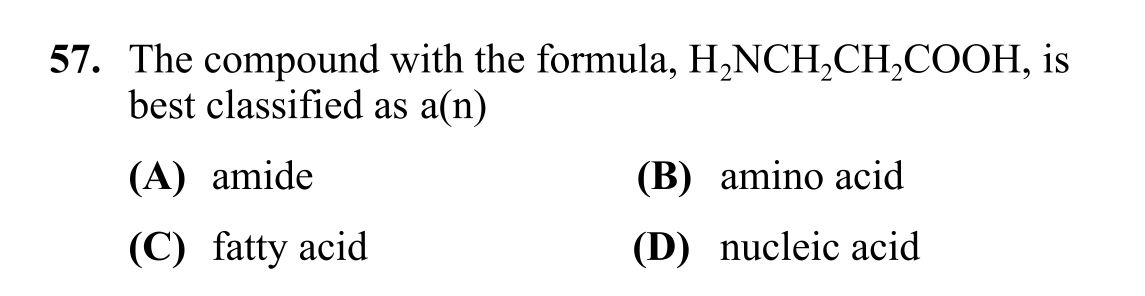 57. The compound with the formula, H₂NCH₂CH₂COOH, is
best classified as a(n)
(A) amide (B) amino acid
(C) fatty acid (D) nucleic acid